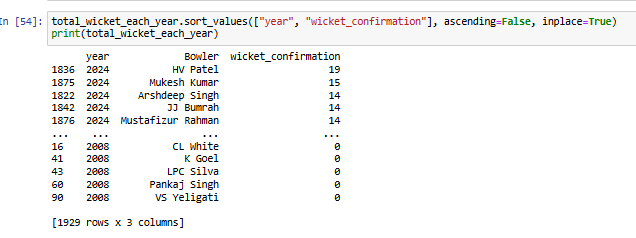 In [54]: total_wicket_each_year.sort_values(["year", "wicket_confirmation"], ascending=False, inplace=True)
print(total_wicket_each_year)
year Bowler wicket_confirmation
1836 2024 HV Patel 19
1875 2024 Mukesh Kumar 15
1822 2024 Arshdeep Singh 14
1842 2024 JJ Bumrah 14
1876 2024 Mustafizur Rahman 14
... ... ... ...
16 2008 CL White 0
41 2008 K Goel 0
43 2008 LPC Silva 0
60 2008 Pankaj Singh 0
90 2008 VS Yeligati 0
[1929 rows x 3 columns]